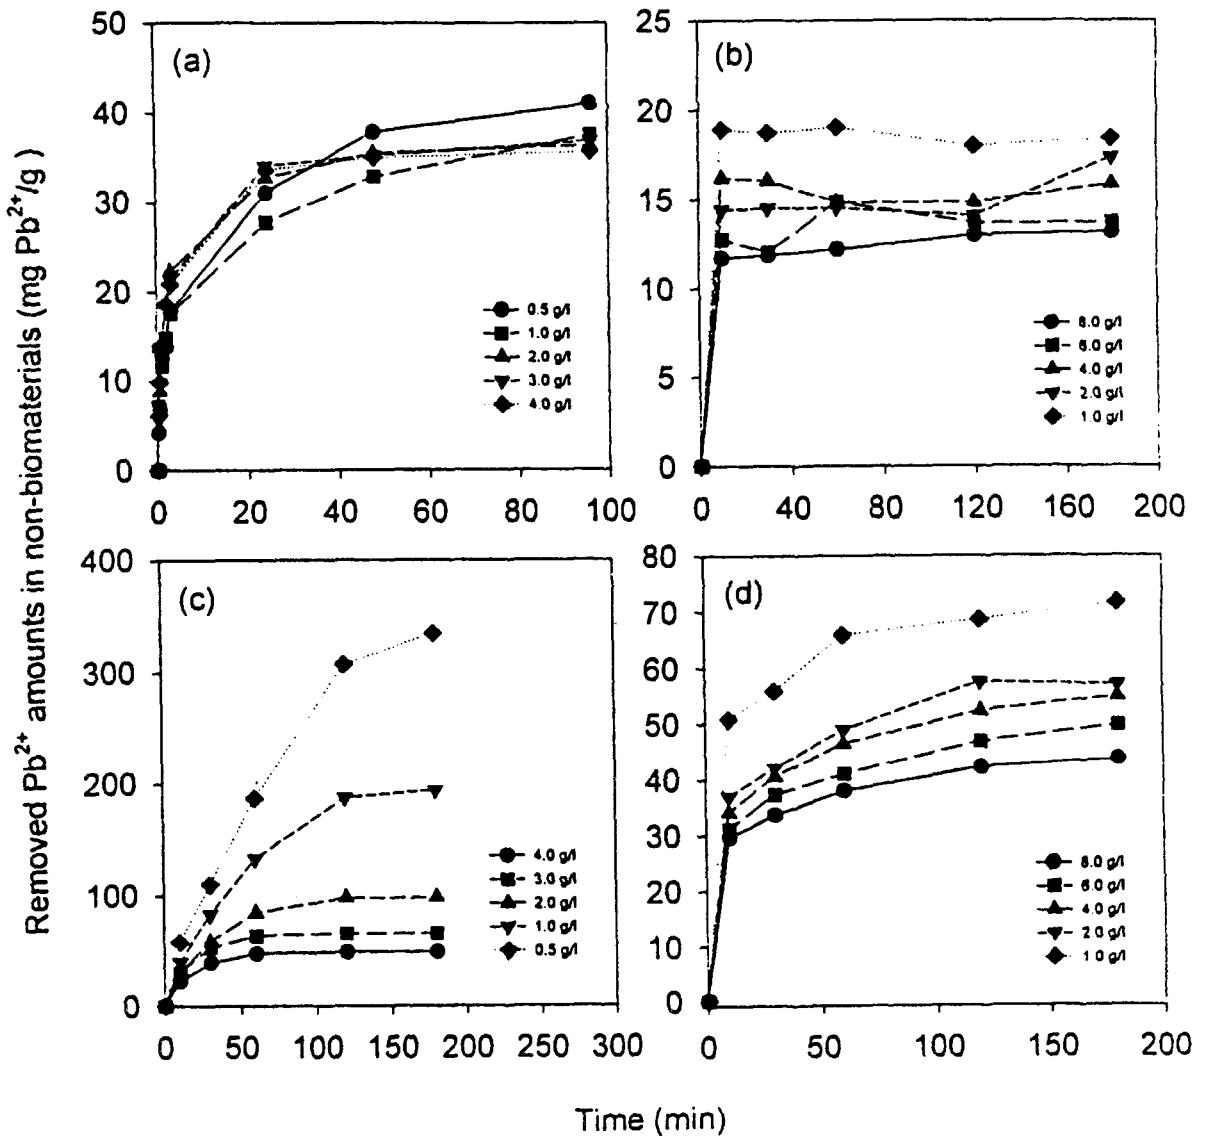 Removed Pb2+ amounts in non-biomaterials (mg Pb2+/g )
50
40
30
20
10
0
(a)
0.5 g/l
1.0 g/l
2.0 g/l
3.0 g/l
4.0 g/l
0 20 40 60 80 100
25
20
15
10
5
0
(b)
8.0 g/l
6.0 g/l
4.0 g/l
2.0 g/l
1.0 g/l
0 40 80 120 160 200
400
300
200
100
0
(c)
4.0 g/l
3.0 g/l
2.0 g/l
1.0 g/l
0.5 g/l
0 50 100 150 200 250 300
80
70
60
50
40
30
20
10
0
(d)
8.0 g/l
6.0 g/l
4.0 g/l
2.0 g/l
1.0 g/l
0 50 100 150 200
Time (min)